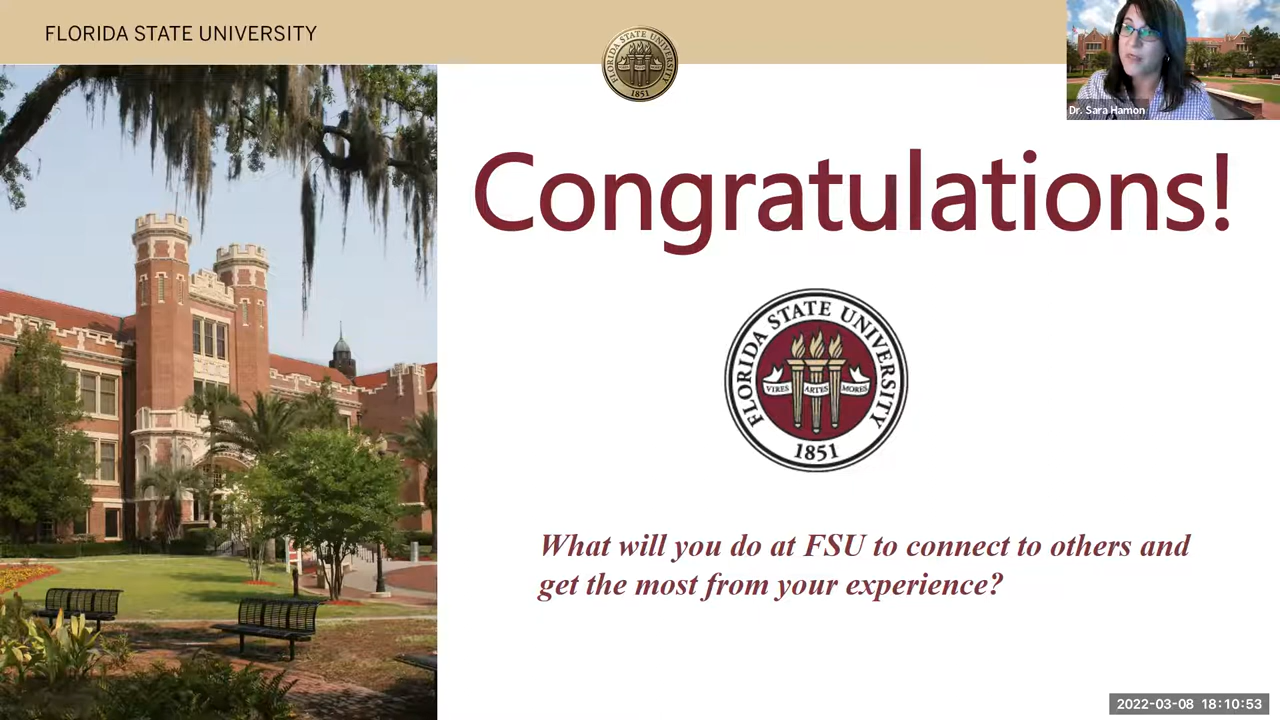 FLORIDA STATE UNIVERSITY
FLORIDA STATE UNIVERSITY
1851
Dr. Sara Hamon
Congratulations!
FLORIDA STATE UNIVERSITY
VIRES ARTES MORES
1851
What will you do at FSU to connect to others and
get the most from your experience?
2022-03-08 18:10:53